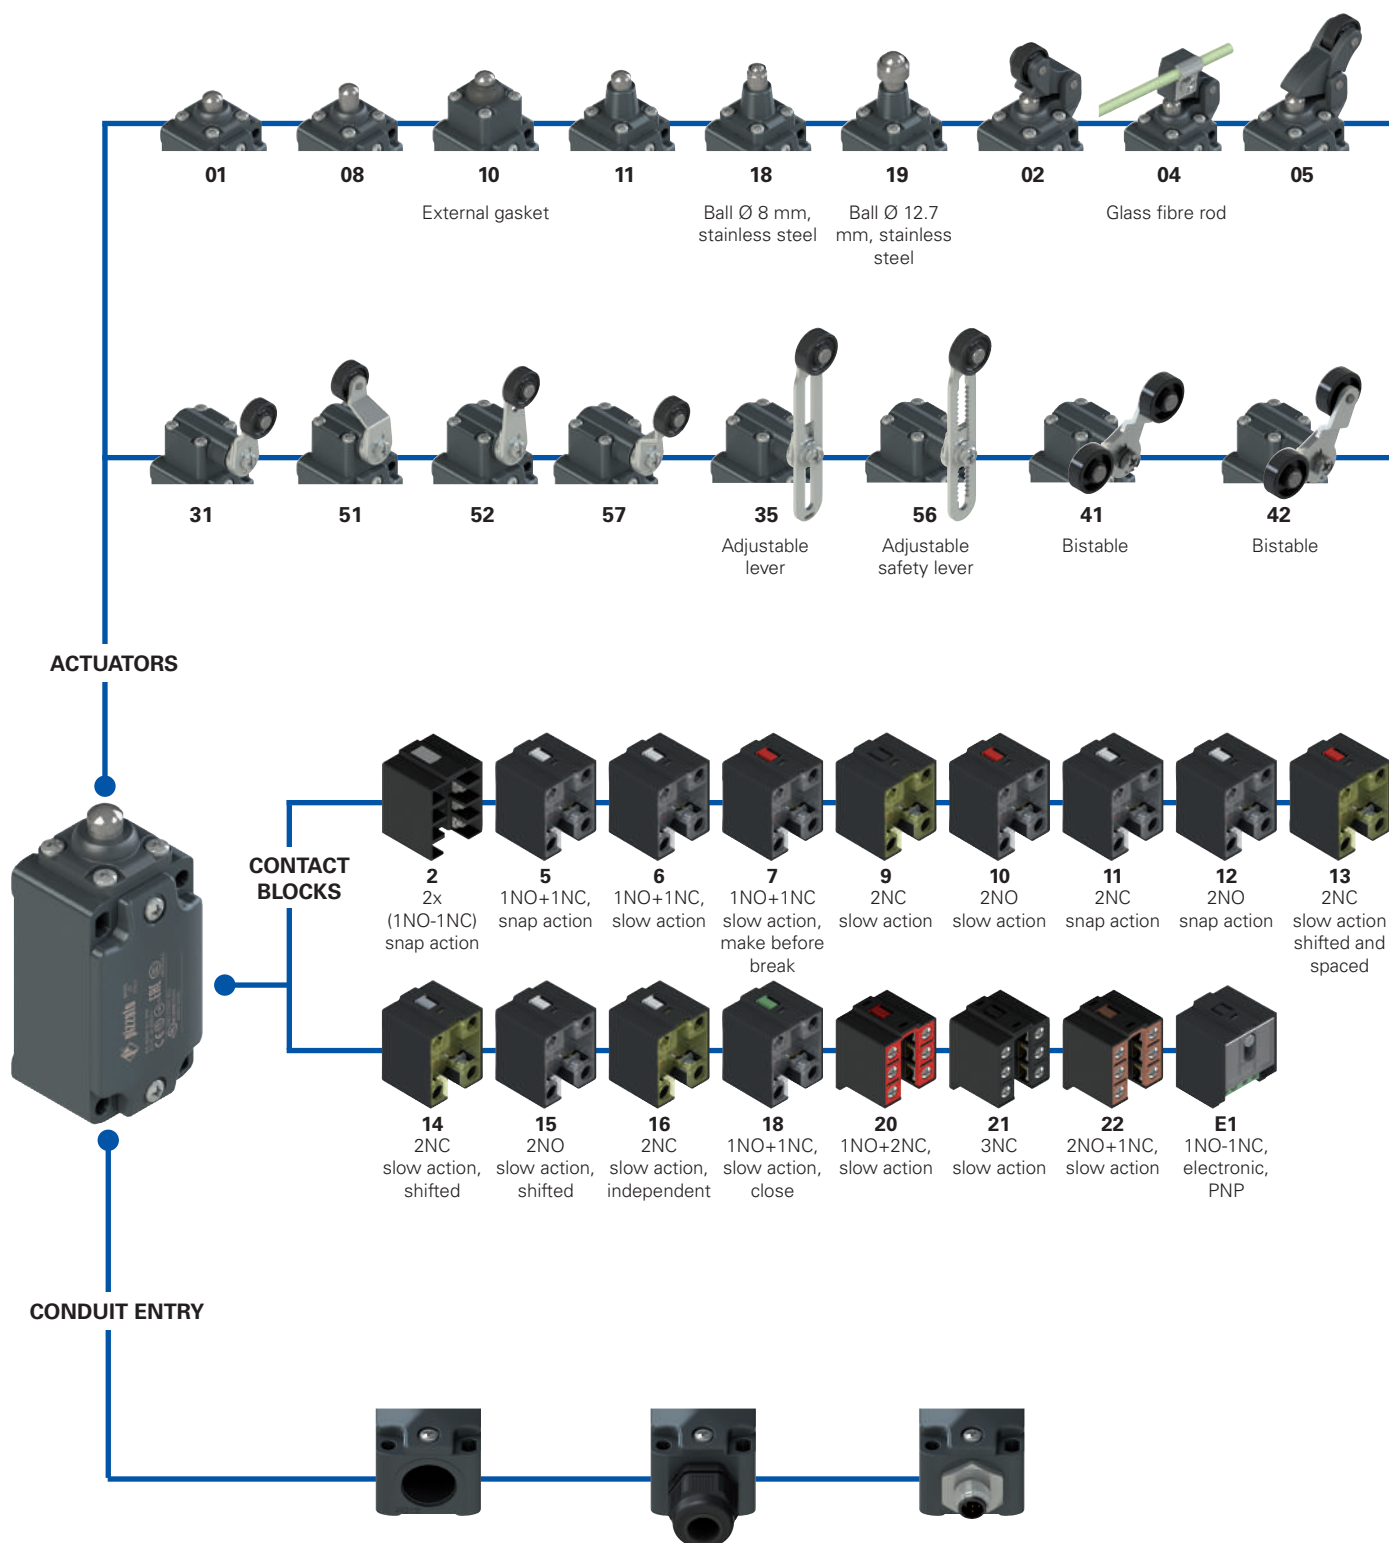 01 08 10 11 18 19 02 04 05
External gasket
Ball Ø 8 mm,
stainless steel
Ball Ø 12.7
mm, stainless
steel
Glass fibre rod
31 51 52 57 35 56 41 42
Adjustable
lever
Adjustable
safety lever
Bistable
Bistable
ACTUATORS
CONTACT
BLOCKS
2
2x
(1NO-1NC)
snap action
5
1NO+1NC,
snap action
6
1NO+1NC,
slow action
7
1NO+1NC
slow action,
make before
break
9
2NC
slow action
10
2NO
slow action
11
2NC
snap action
12
2NO
snap action
13
2NC
slow action
shifted and
spaced
pizzato
14
2NC
slow action,
shifted
15
2NO
slow action,
shifted
16
2NC
slow action,
independent
18
1NO+1NC,
slow action,
close
20
1NO+2NC,
slow action
21
3NC
slow action
22
2NO+1NC,
slow action
E1
1NO-1NC,
electronic,
PNP
CONDUIT ENTRY